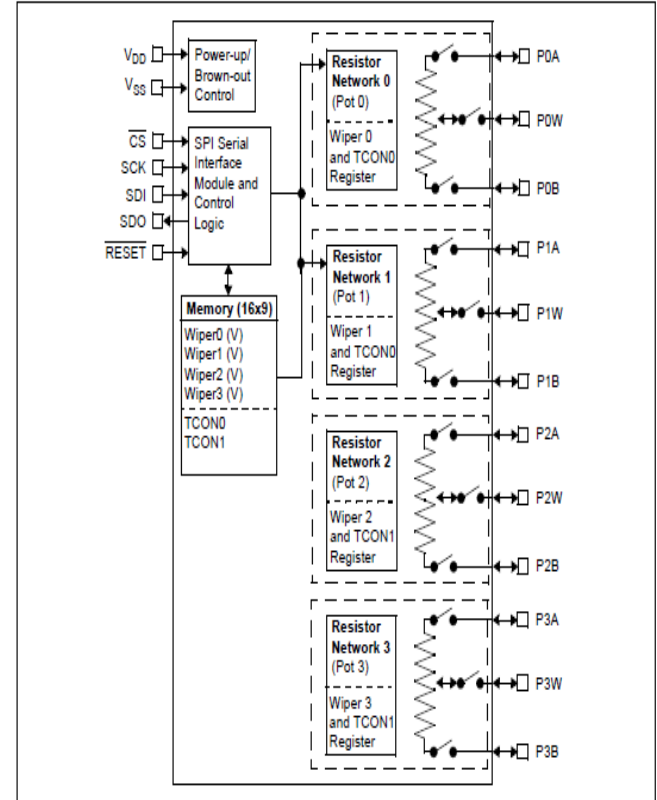 VDD
VSS
Power-up/
Brown-out
Control
CS
SCK
SDI
SDO
RESET
SPI Serial
Interface
Module and
Control
Logic
Memory (16x9)
Wiper0 (V)
Wiper1 (V)
Wiper2 (V)
Wiper3 (V)
TCON0
TCON1
Resistor
Network 0
(Pot 0)
Wiper 0
and TCON0
Register
P0A
P0W
P0B
Resistor
Network 1
(Pot 1)
Wiper 1
and TCON0
Register
P1A
P1W
P1B
Resistor
Network 2
(Pot 2)
Wiper 2
and TCON1
Register
P2A
P2W
P2B
Resistor
Network 3
(Pot 3)
Wiper 3
and TCON1
Register
P3A
P3W
P3B